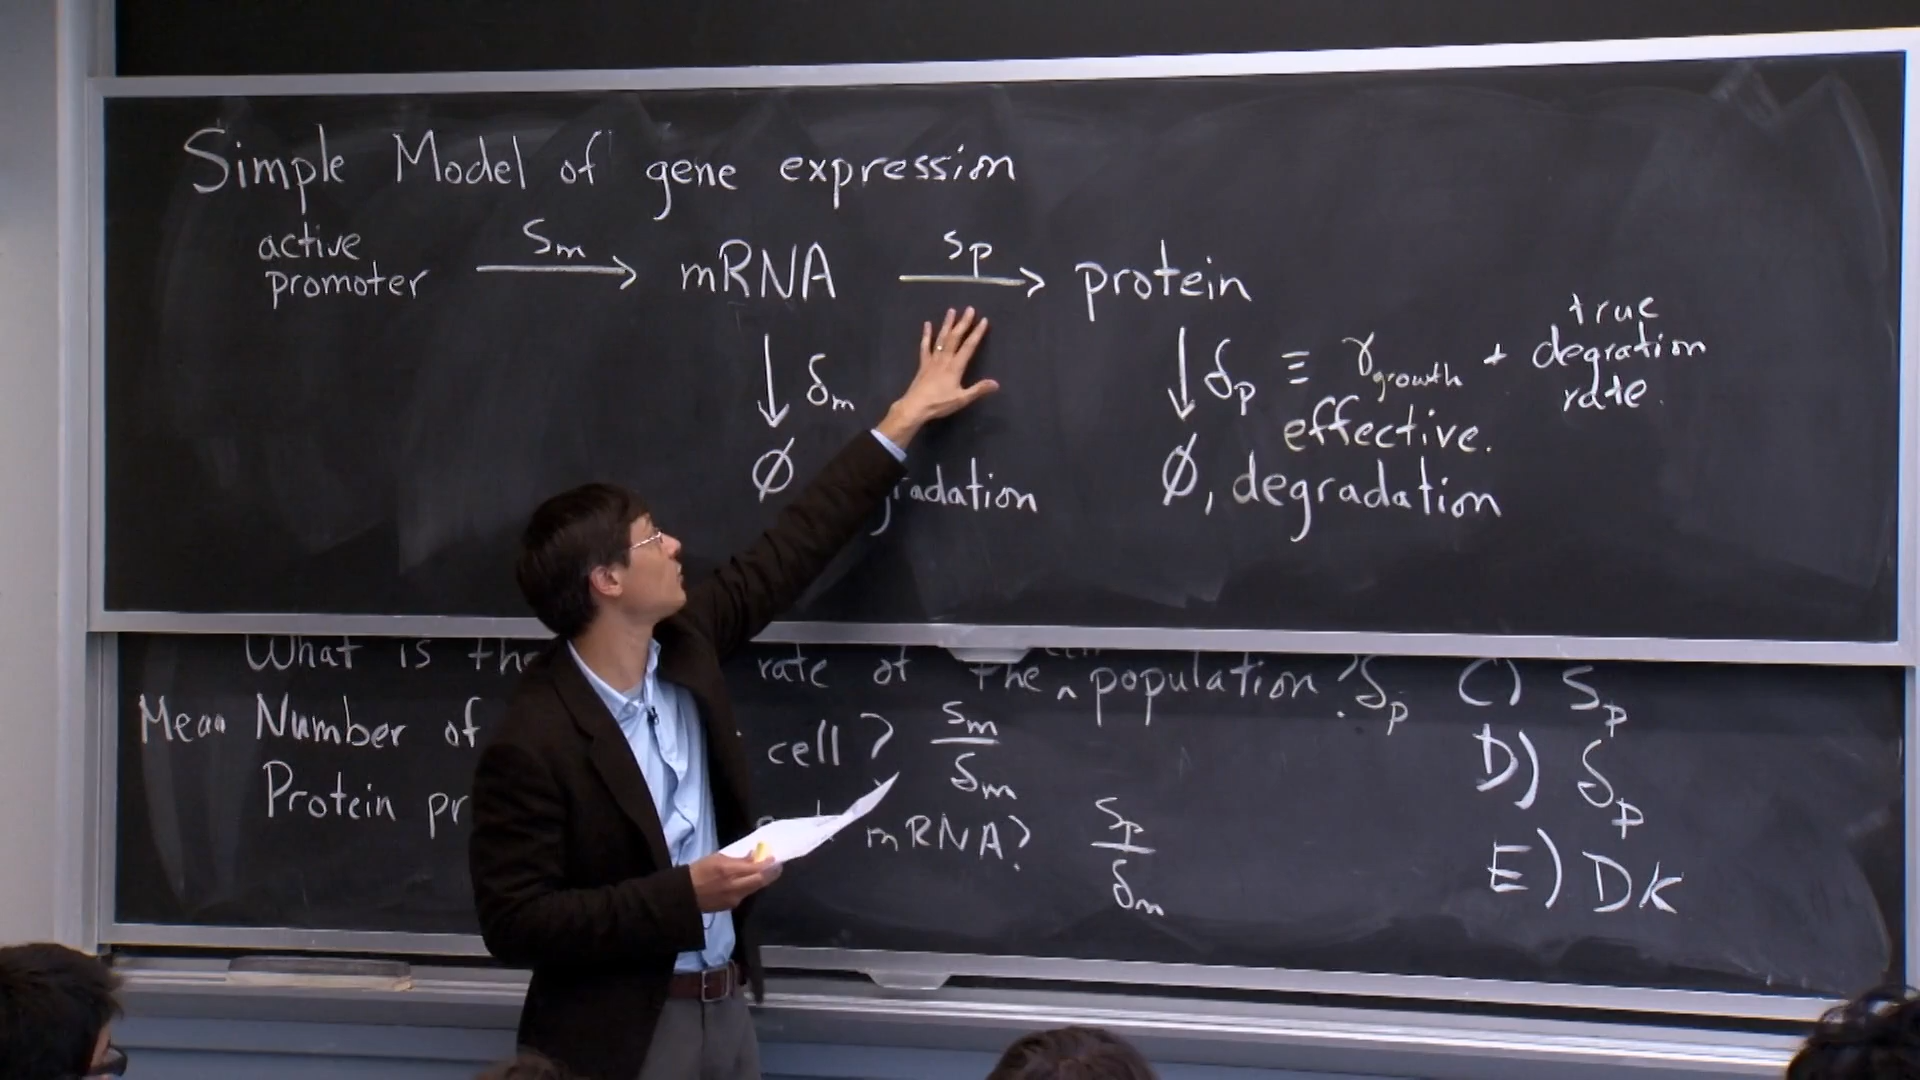 Simple Model of gene expression
active
promoter
Sm
mRNA
Sp
protein
↓ δm
Ø
radation
↓ δp ≡ γgrowth + true
degration
rate.
effective.
Ø, degradation
What is the rate of the ^ population? δp
Mean Number of cell? Sm/δm
Protein pr mRNA? Sp/δm
C) Sp
D) δp
E) DK